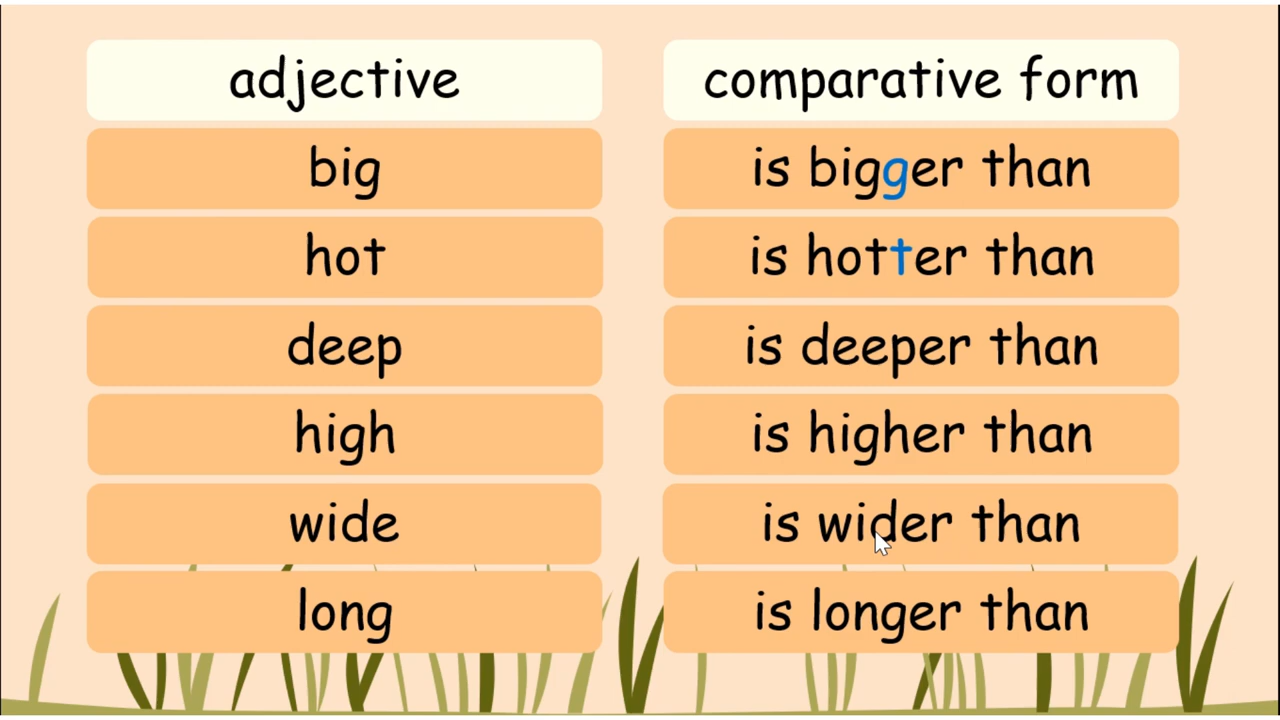 adjective comparative form
big is bigger than
hot is hotter than
deep is deeper than
high is higher than
wide is wider than
long is longer than